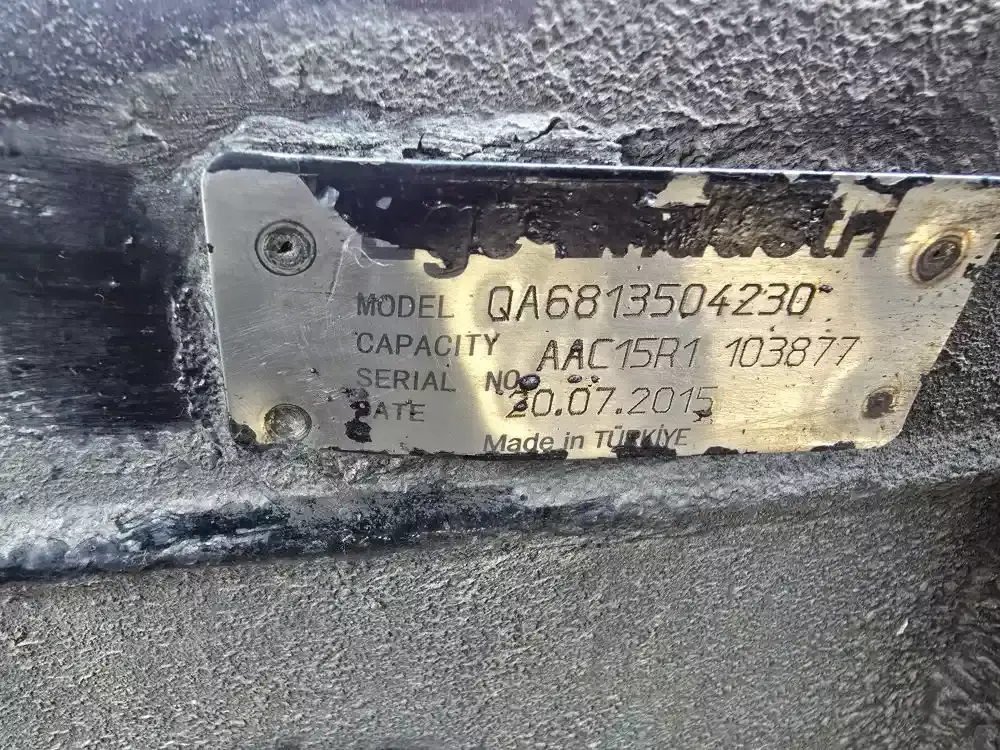 MODEL QA6813504230
CAPACITY AAC15R1 103877
SERIAL NO
DATE 20.07.2015
Made in TÜRKİYE